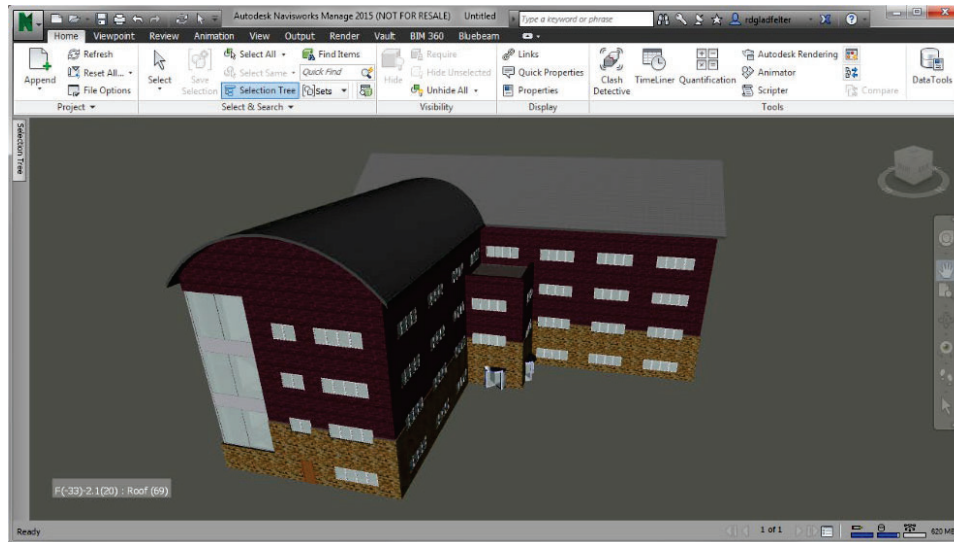 Autodesk Navisworks Manage 2015 (NOT FOR RESALE) Untitled Type a keyword or phrase rdgladfelter
Home Viewpoint Review Animation View Output Render Vault BIM 360 Bluebeam
Append
Refresh
Reset All...
File Options
Project
Select
Save Selection
Select All
Select Same
Selection Tree
Find Items
Quick Find
Sets
Select & Search
Hide
Require
Hide Unselected
Unhide All
Visibility
Links
Quick Properties
Properties
Display
Clash Detective
TimeLiner
Quantification
Autodesk Rendering
Animator
Scripter
Compare
Tools
DataTools
Selection Tree
F(-33)-2.1(20) : Roof (69)
Ready
1 of 1
620 MB